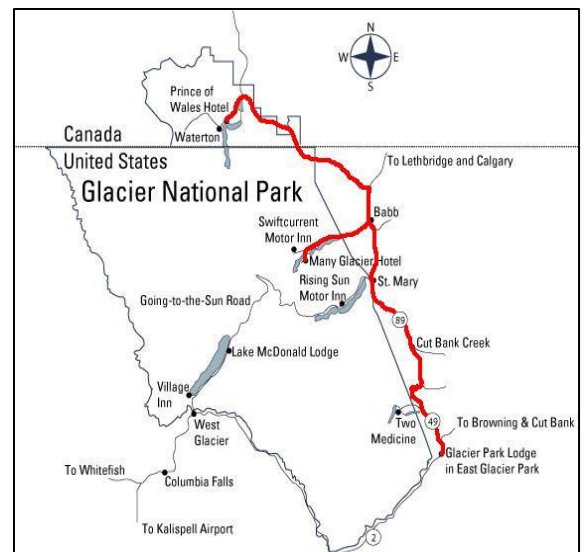 N
W E
S
Prince of
Wales Hotel
Waterton
Canada
United States
To Lethbridge and Calgary
Glacier National Park
Babb
Swiftcurrent
Motor Inn
Many Glacier Hotel
Rising Sun
Motor Inn
St. Mary
Going-to-the-Sun Road
89
Cut Bank Creek
Lake McDonald Lodge
Village
Inn
West
Glacier
Two
Medicine
49
To Browning & Cut Bank
Glacier Park Lodge
in East Glacier Park
To Whitefish
Columbia Falls
To Kalispell Airport
2